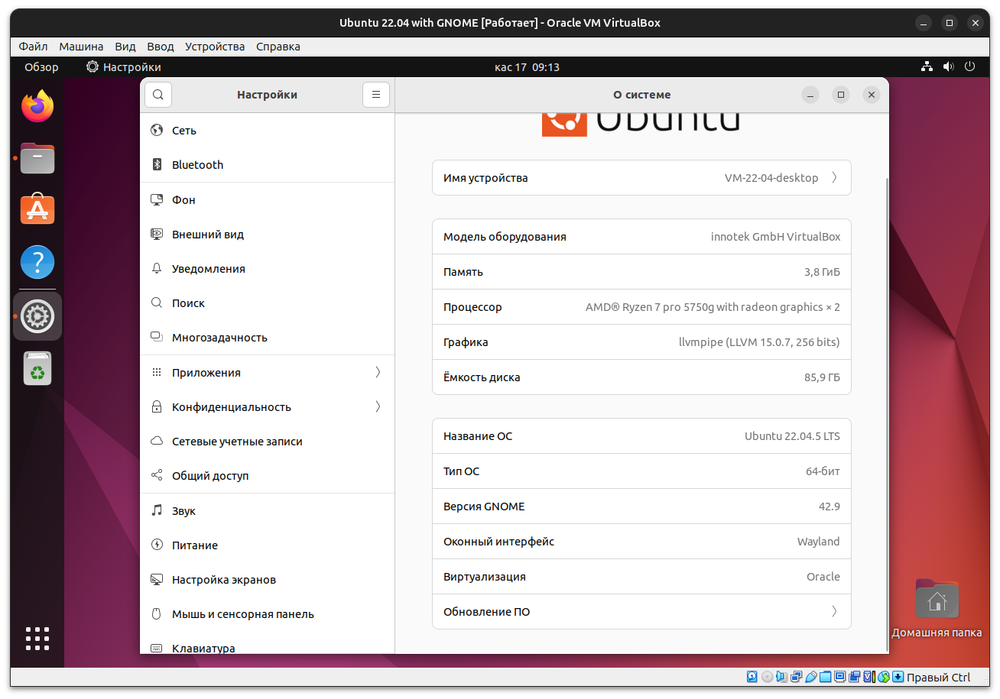 Ubuntu 22.04 with GNOME [Работает] - Oracle VM VirtualBox
Файл Машина Вид Ввод Устройства Справка
Обзор Настройки кас 17 09:13
Настройки
О системе
Сеть
Bluetooth
Фон
Внешний вид
Уведомления
Поиск
Многозадачность
Приложения
Конфиденциальность
Сетевые учетные записи
Общий доступ
Звук
Питание
Настройка экранов
Мышь и сенсорная панель
Клавиатура
Ubuntu
Имя устройства VM-22-04-desktop
Модель оборудования innotek GmbH VirtualBox
Память 3,8 ГиБ
Процессор AMD® Ryzen 7 pro 5750g with radeon graphics × 2
Графика llvmpipe (LLVM 15.0.7, 256 bits)
Ёмкость диска 85,9 ГБ
Название ОС Ubuntu 22.04.5 LTS
Тип ОС 64-бит
Версия GNOME 42.9
Оконный интерфейс Wayland
Виртуализация Oracle
Обновление ПО
Домашняя папка
Правый Ctrl